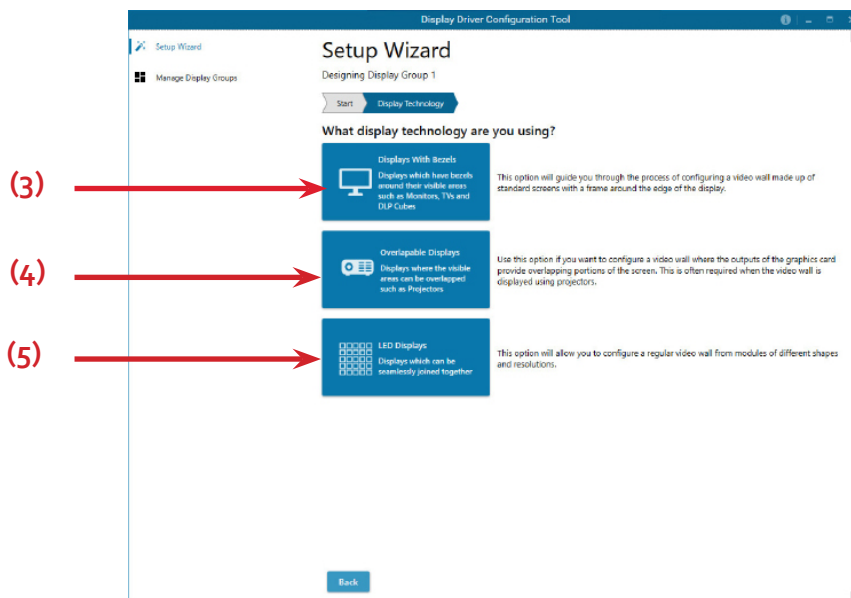 Display Driver Configuration Tool
Setup Wizard
Manage Display Groups
Setup Wizard
Designing Display Group 1
Start
Display Technology
What display technology are you using?
(3)
Displays With Bezels
Displays which have bezels
around their visible areas
such as Monitors, TVs and
DLP Cubes
This option will guide you through the process of configuring a video wall made up of
standard screens with a frame around the edge of the display.
(4)
Overlapable Displays
Displays where the visible
areas can be overlapped
such as Projectors
Use this option if you want to configure a video wall where the outputs of the graphics card
provide overlapping portions of the screen. This is often required when the video wall is
displayed using projectors.
(5)
LED Displays
Displays which can be
seamlessly joined together
This option will allow you to configure a regular video wall from modules of different shapes
and resolutions.
Back